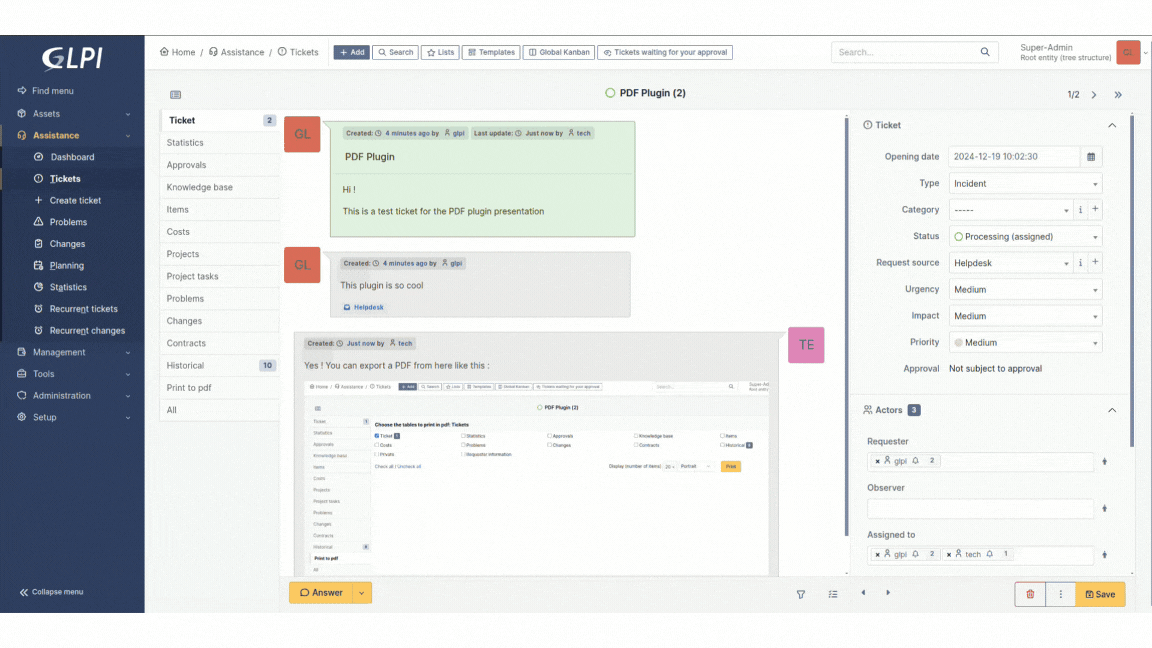 GLPI
Home / Assistance / Tickets
Add
Search
Lists
Templates
Global Kanban
Tickets waiting for your approval
Search...
Super-Admin
Root entity (tree structure)
GL
Find menu
Assets
Assistance
Dashboard
Tickets
Create ticket
Problems
Changes
Planning
Statistics
Recurrent tickets
Recurrent changes
Management
Tools
Administration
Setup
Collapse menu
PDF Plugin (2)
1/2
Ticket 2
Statistics
Approvals
Knowledge base
Items
Costs
Projects
Project tasks
Problems
Changes
Contracts
Historical 10
Print to pdf
All
GL
Created: 4 minutes ago by glpi Last update: Just now by tech
PDF Plugin
Hi !
This is a test ticket for the PDF plugin presentation
GL
Created: 4 minutes ago by glpi
This plugin is so cool
Helpdesk
TE
Created: Just now by tech
Yes ! You can export a PDF from here like this :
Home / Assistance / Tickets
Add
Search
Lists
Templates
Global Kanban
Tickets waiting for your approval
Search...
Super-Ad
PDF Plugin (2)
Ticket
Statistics
Approvals
Knowledge base
Items
Costs
Projects
Project tasks
Problems
Changes
Contracts
Historical
Print to pdf
All
Choose the tables to print in pdf: Tickets
Ticket Statistics Approvals Knowledge base Items
Costs Problems Changes Contracts Historical
Private Requester information
Check all / Uncheck all
Display (number of items) 20 Portrait Print
Answer
Ticket
Opening date 2024-12-19 10:02:30
Type Incident
Category -----
Status Processing (assigned)
Request source Helpdesk
Urgency Medium
Impact Medium
Priority Medium
Approval Not subject to approval
Actors 3
Requester
glpi 2
Observer
Assigned to
glpi 2 tech 1
Save